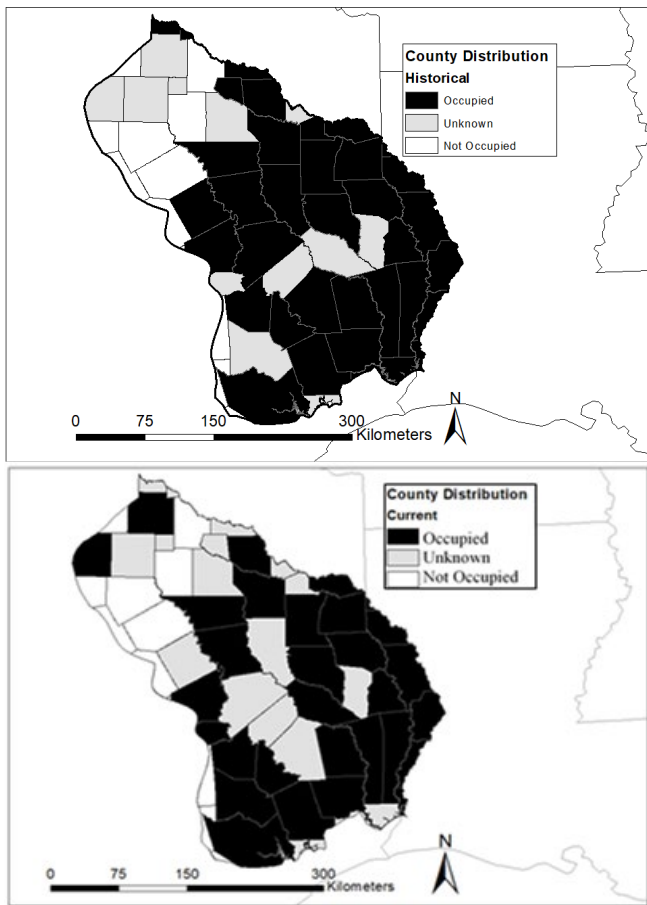 County Distribution
Historical
Occupied
Unknown
Not Occupied
N
0 75 150 300
Kilometers
County Distribution
Current
Occupied
Unknown
Not Occupied
N
0 75 150 300
Kilometers